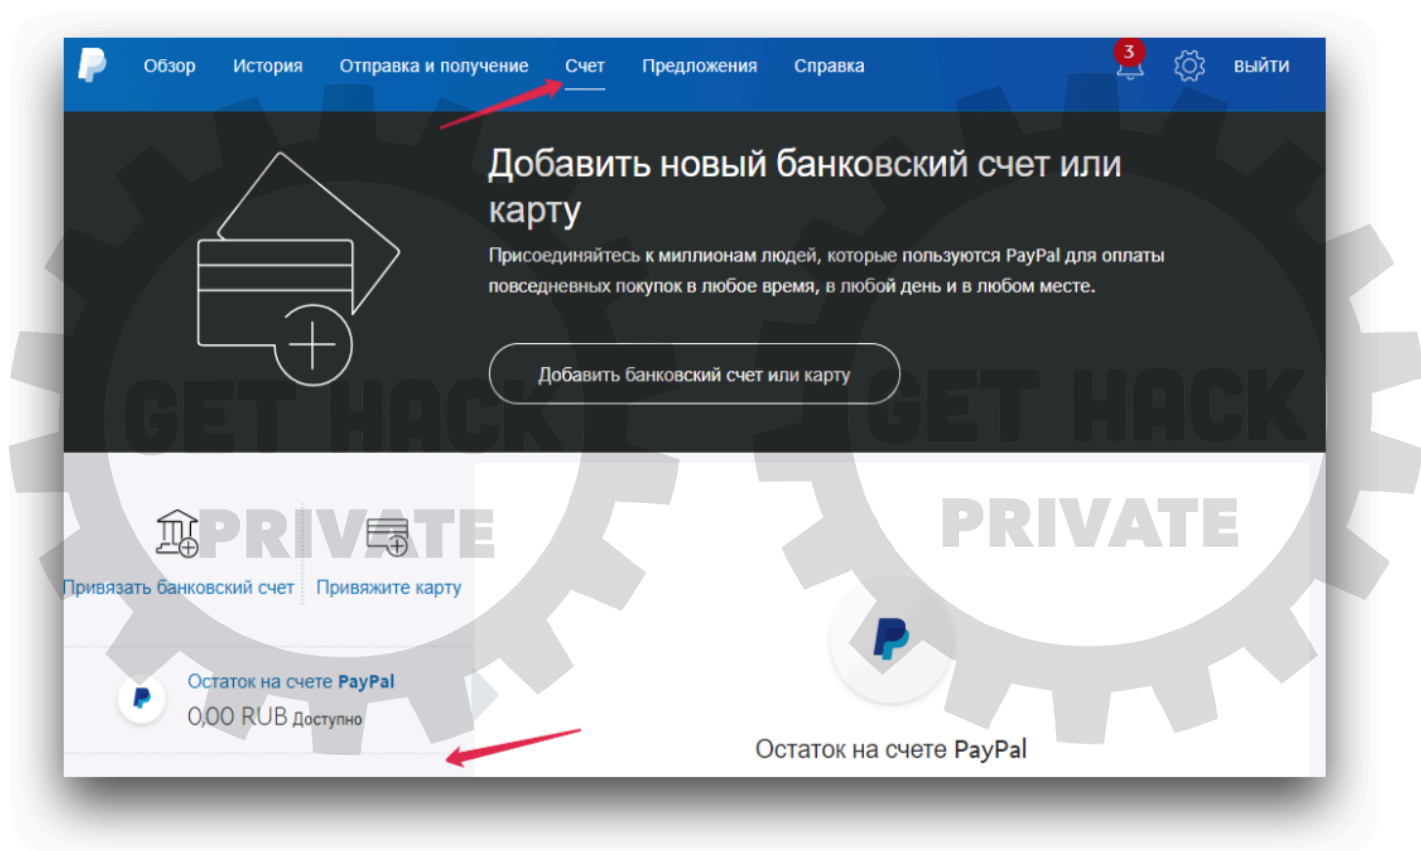 Обзор История Отправка и получение Счет Предложения Справка 3 ВЫЙТИ
Добавить новый банковский счет или
карту
Присоединяйтесь к миллионам людей, которые пользуются PayPal для оплаты
повседневных покупок в любое время, в любой день и в любом месте.
Добавить банковский счет или карту
GET HACK GET HACK
PRIVATE PRIVATE
Привязать банковский счет Привяжите карту
Остаток на счете PayPal
0,00 RUB Доступно
Остаток на счете PayPal